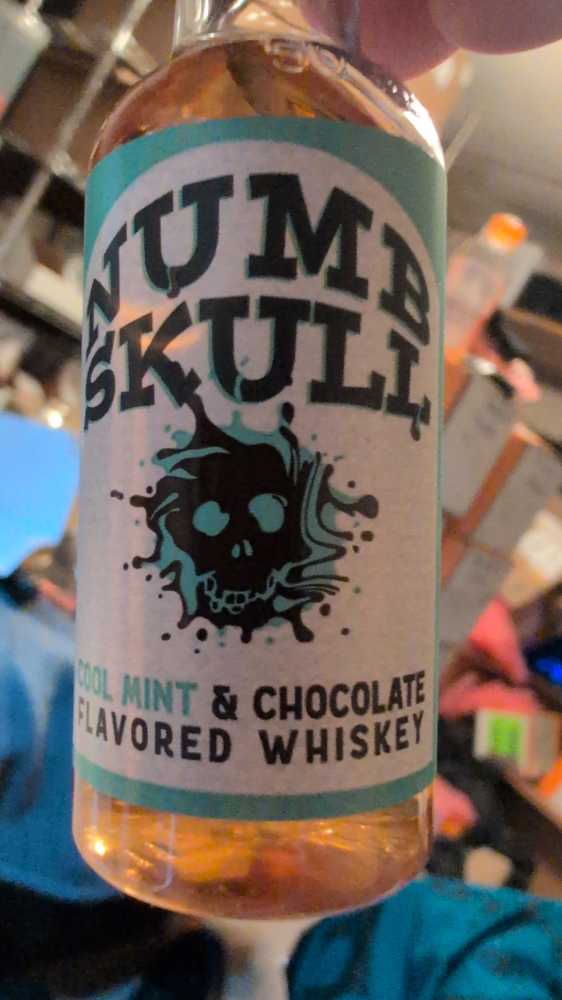 NUMB
SKULL
COOL MINT & CHOCOLATE
FLAVORED WHISKEY